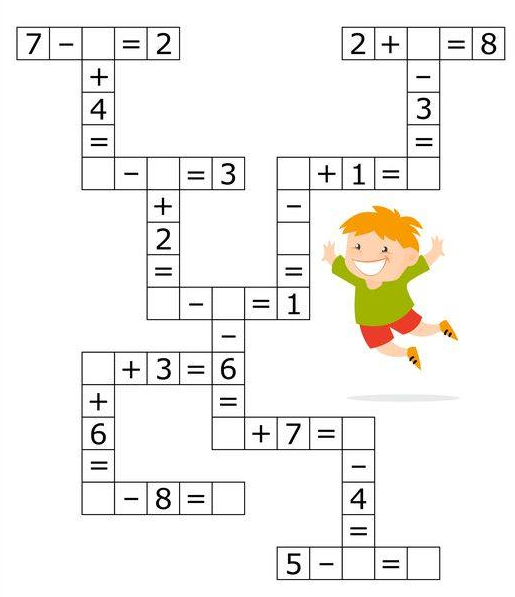 7 – = 2 2 + = 8
+ –
4 3
= =
– = 3 + 1 =
+ –
2
= =
– = 1
–
+ 3 = 6
+ =
6 + 7 =
= –
– 8 = 4
=
5 – =